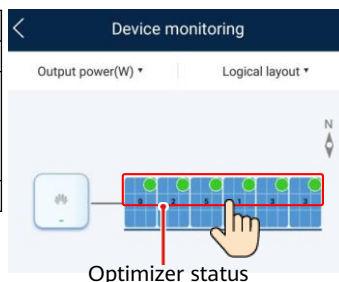 Device monitoring
Output power(W) Logical layout
N
0 2 5 1 3 3
Optimizer status